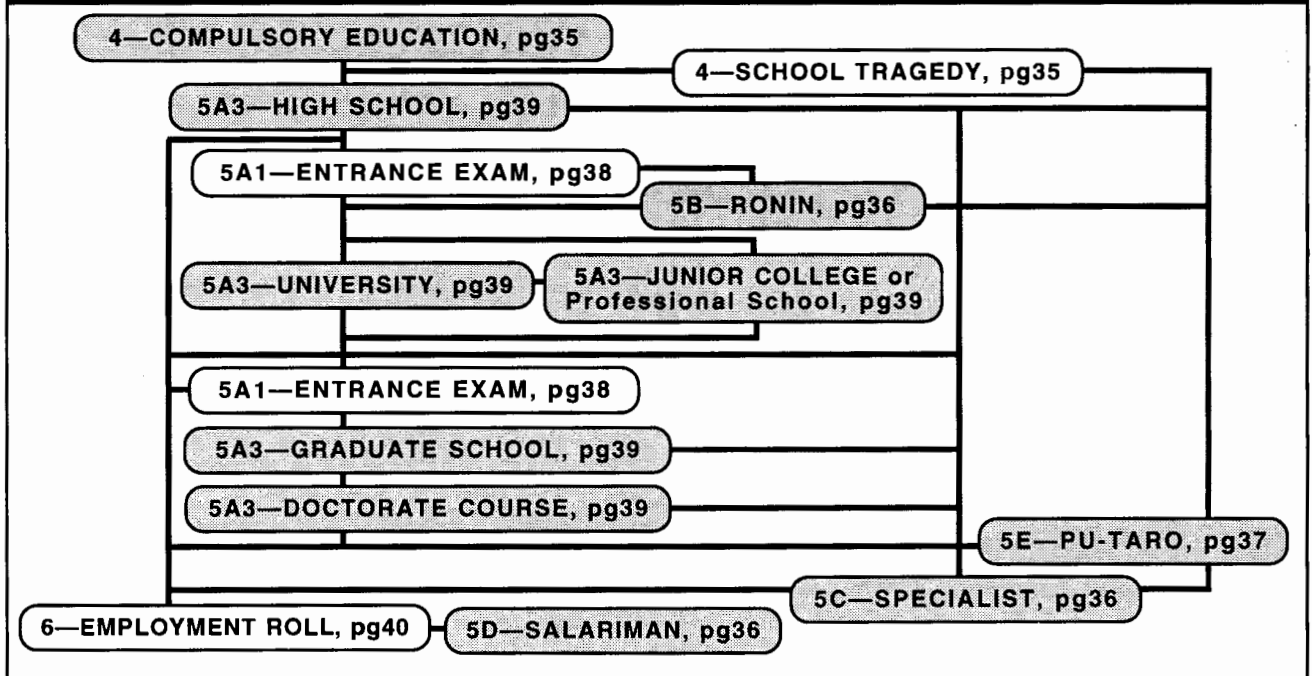 4—COMPULSORY EDUCATION, pg35
4—SCHOOL TRAGEDY, pg35
5A3—HIGH SCHOOL, pg39
5A1—ENTRANCE EXAM, pg38
5B—RONIN, pg36
5A3—UNIVERSITY, pg39
5A3—JUNIOR COLLEGE or
Professional School, pg39
5A1—ENTRANCE EXAM, pg38
5A3—GRADUATE SCHOOL, pg39
5A3—DOCTORATE COURSE, pg39
5E—PU-TARO, pg37
5C—SPECIALIST, pg36
6—EMPLOYMENT ROLL, pg40
5D—SALARIMAN, pg36